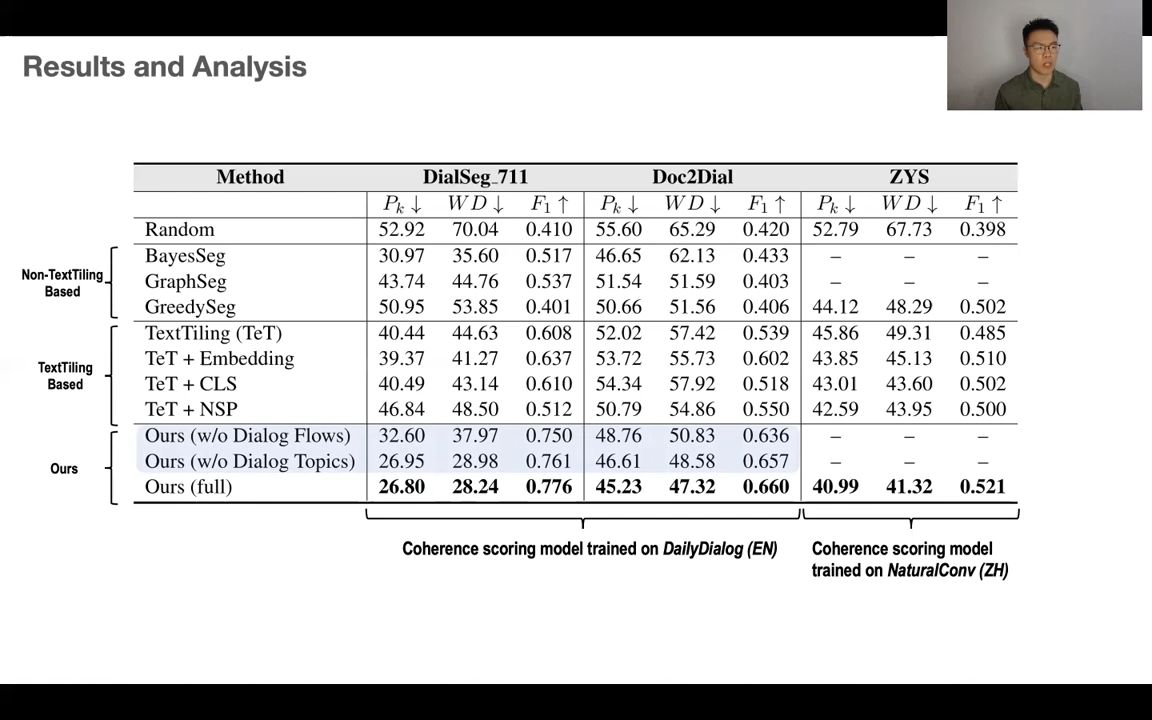 Results and Analysis
Method DialSeg_711 Doc2Dial ZYS
Pk ↓ WD ↓ F1 ↑ Pk ↓ WD ↓ F1 ↑ Pk ↓ WD ↓ F1 ↑
Random 52.92 70.04 0.410 55.60 65.29 0.420 52.79 67.73 0.398
Non-TextTiling Based
BayesSeg 30.97 35.60 0.517 46.65 62.13 0.433 – – –
GraphSeg 43.74 44.76 0.537 51.54 51.59 0.403 – – –
GreedySeg 50.95 53.85 0.401 50.66 51.56 0.406 44.12 48.29 0.502
TextTiling Based
TextTiling (TeT) 40.44 44.63 0.608 52.02 57.42 0.539 45.86 49.31 0.485
TeT + Embedding 39.37 41.27 0.637 53.72 55.73 0.602 43.85 45.13 0.510
TeT + CLS 40.49 43.14 0.610 54.34 57.92 0.518 43.01 43.60 0.502
TeT + NSP 46.84 48.50 0.512 50.79 54.86 0.550 42.59 43.95 0.500
Ours
Ours (w/o Dialog Flows) 32.60 37.97 0.750 48.76 50.83 0.636 – – –
Ours (w/o Dialog Topics) 26.95 28.98 0.761 46.61 48.58 0.657 – – –
Ours (full) 26.80 28.24 0.776 45.23 47.32 0.660 40.99 41.32 0.521
Coherence scoring model trained on DailyDialog (EN)
Coherence scoring model
trained on NaturalConv (ZH)